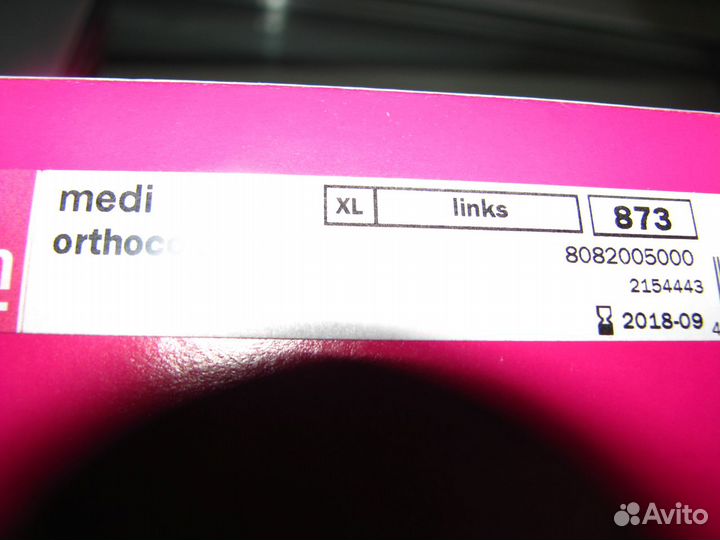 medi
XL links 873
8082005000
2154443
2018-09
Avito